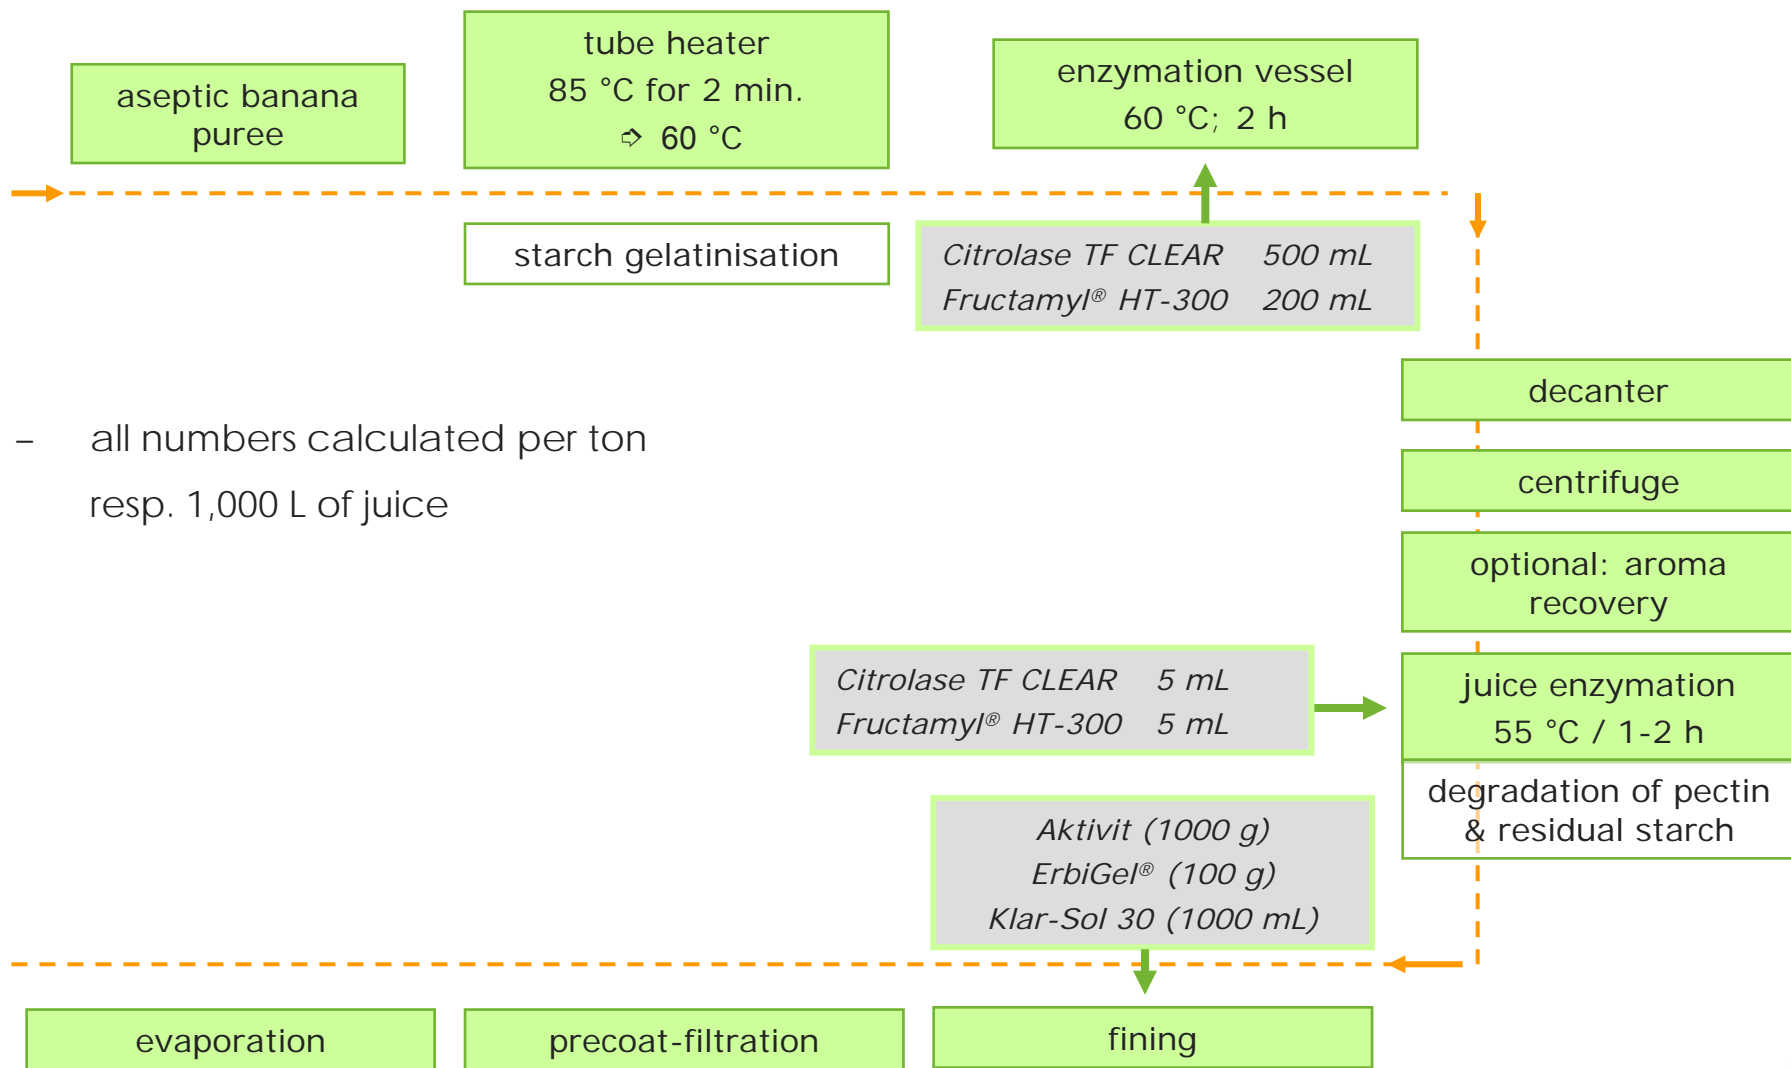 aseptic banana
puree
tube heater
85 °C for 2 min.
➩ 60 °C
enzymation vessel
60 °C; 2 h
starch gelatinisation
Citrolase TF CLEAR 500 mL
Fructamyl® HT-300 200 mL
– all numbers calculated per ton
resp. 1,000 L of juice
decanter
centrifuge
optional: aroma
recovery
Citrolase TF CLEAR 5 mL
Fructamyl® HT-300 5 mL
juice enzymation
55 °C / 1-2 h
degradation of pectin
& residual starch
Aktivit (1000 g)
ErbiGel® (100 g)
Klar-Sol 30 (1000 mL)
evaporation
precoat-filtration
fining